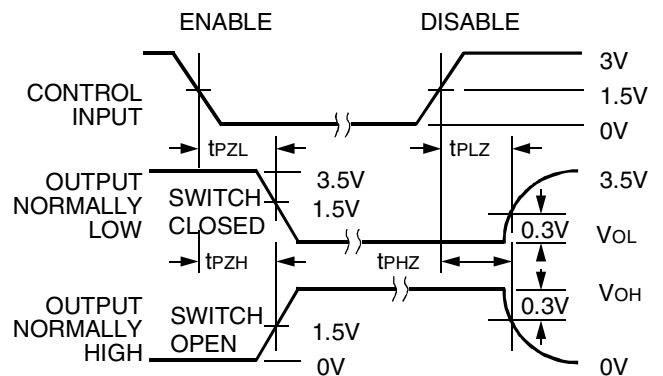 ENABLE DISABLE
CONTROL INPUT
3V
1.5V
0V
tPZL
tPLZ
OUTPUT NORMALLY LOW
SWITCH CLOSED
3.5V
1.5V
3.5V
0.3V
VOL
tPZH
tPHZ
OUTPUT NORMALLY HIGH
SWITCH OPEN
1.5V
0V
0.3V
VOH
0V